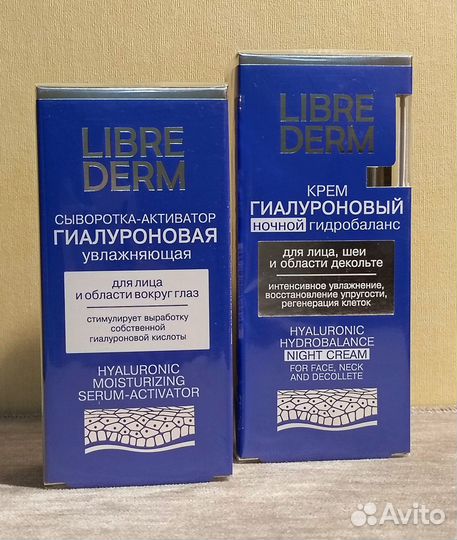 LIBRE
DERM
СЫВОРОТКА-АКТИВАТОР
ГИАЛУРОНОВАЯ
увлажняющая
для лица
и области вокруг глаз
стимулирует выработку
собственной
гиалуроновой кислоты
HYALURONIC
MOISTURIZING
SERUM-ACTIVATOR
LIBRE
DERM
КРЕМ
ГИАЛУРОНОВЫЙ
НОЧНОЙ гидробаланс
для лица, шеи
и области декольте
интенсивное увлажнение,
восстановление упругости,
регенерация клеток
HYALURONIC
HYDROBALANCE
NIGHT CREAM
FOR FACE, NECK
AND DECOLLETE
Avito